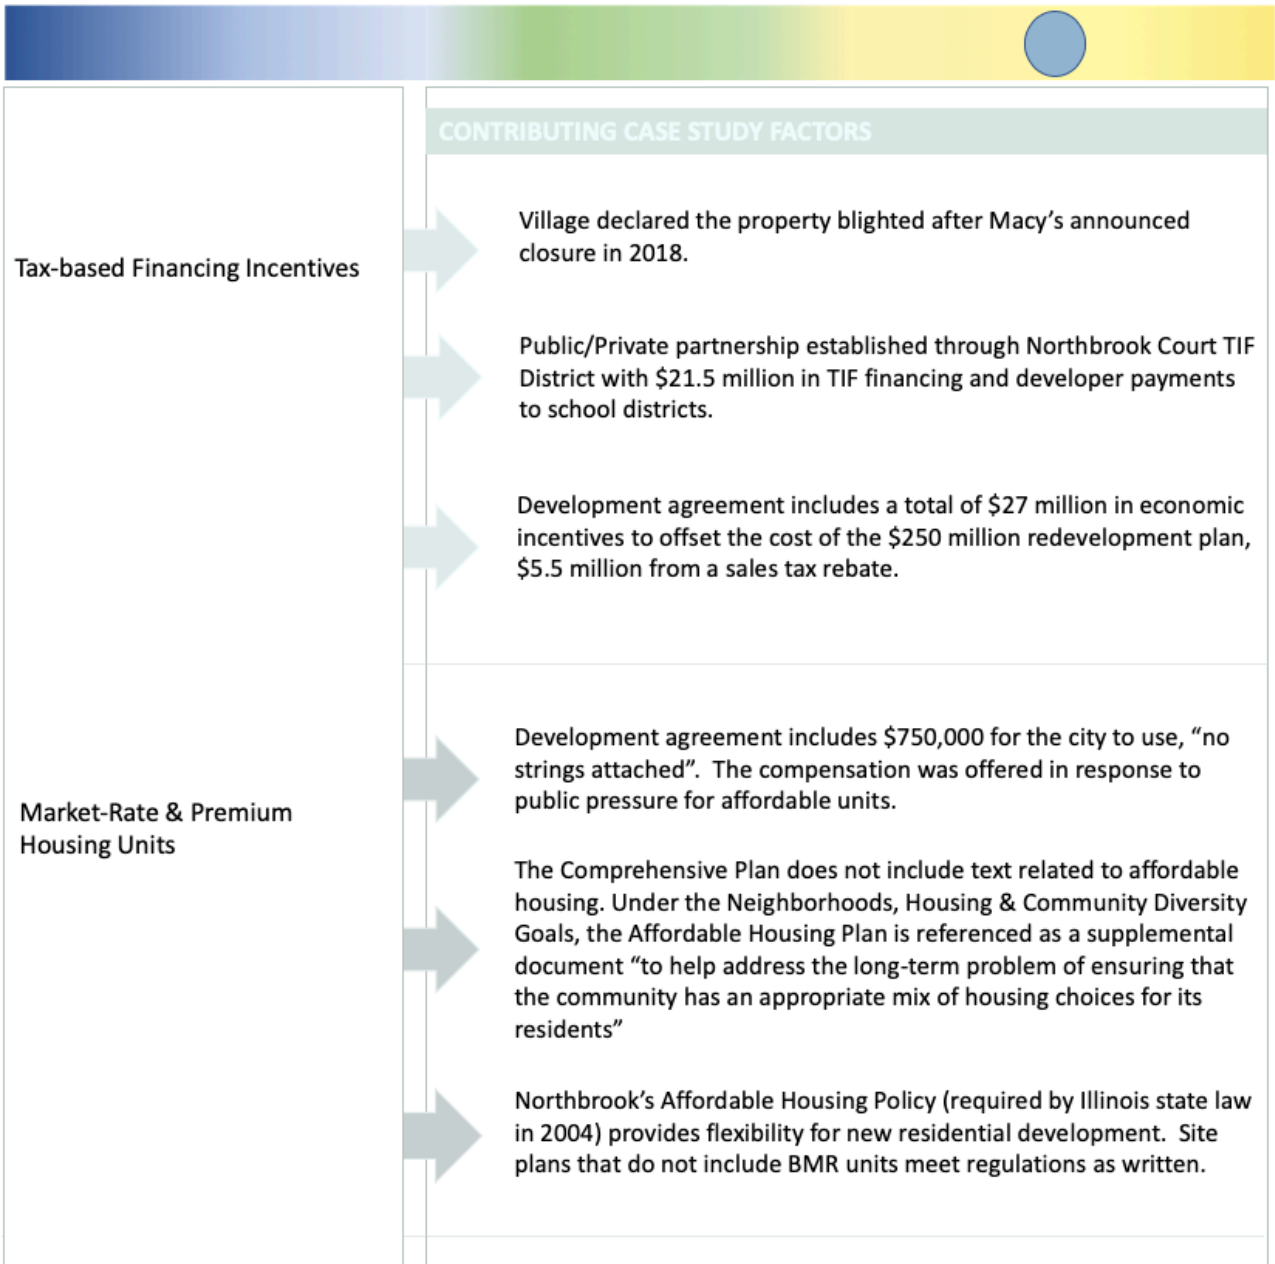 CONTRIBUTING CASE STUDY FACTORS
Tax-based Financing Incentives
Village declared the property blighted after Macy’s announced
closure in 2018.
Public/Private partnership established through Northbrook Court TIF
District with $21.5 million in TIF financing and developer payments
to school districts.
Development agreement includes a total of $27 million in economic
incentives to offset the cost of the $250 million redevelopment plan,
$5.5 million from a sales tax rebate.
Market-Rate & Premium
Housing Units
Development agreement includes $750,000 for the city to use, “no
strings attached”.  The compensation was offered in response to
public pressure for affordable units.
The Comprehensive Plan does not include text related to affordable
housing. Under the Neighborhoods, Housing & Community Diversity
Goals, the Affordable Housing Plan is referenced as a supplemental
document “to help address the long-term problem of ensuring that
the community has an appropriate mix of housing choices for its
residents”
Northbrook’s Affordable Housing Policy (required by Illinois state law
in 2004) provides flexibility for new residential development.  Site
plans that do not include BMR units meet regulations as written.